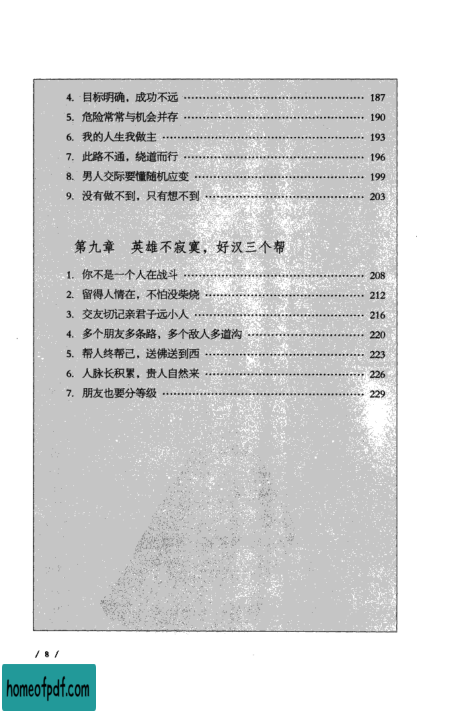 4. 目标明确，成功不远 ………………………… 187
5. 危险常常与机会并存 ………………………… 190
6. 我的人生我做主 ………………………… 193
7. 此路不通，绕道而行 ………………………… 196
8. 男人交际要懂随机应变 ………………………… 199
9. 没有做不到，只有想不到 ………………………… 203
第九章 英雄不寂寞，好汉三个帮
1. 你不是一个人在战斗 ………………………… 208
2. 留得人情在，不怕没柴烧 ………………………… 212
3. 交友切记亲君子远小人 ………………………… 216
4. 多个朋友多条路，多个敌人多道沟 ………………………… 220
5. 帮人终帮己，送佛送到西 ………………………… 223
6. 人脉长积累，贵人自然来 ………………………… 226
7. 朋友也要分等级 ………………………… 229
/ 8 /
homeofpdf.com